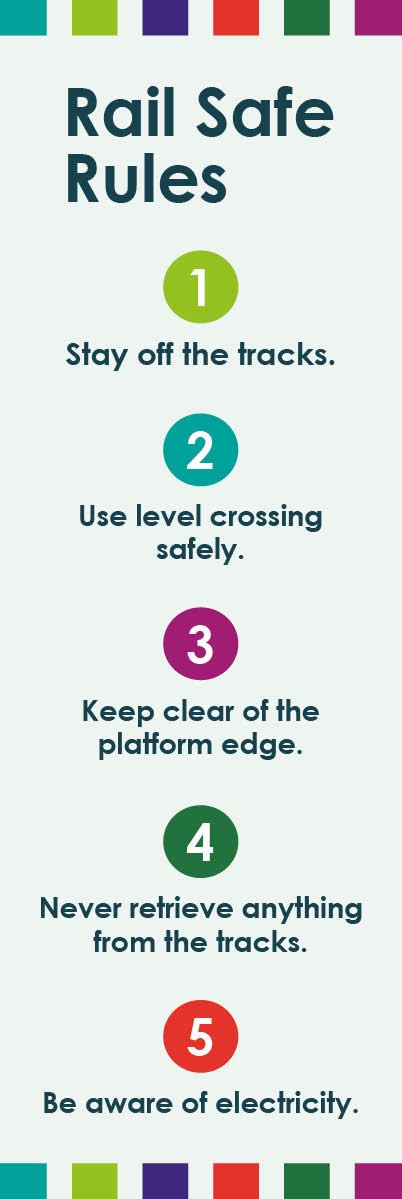 Rail Safe
Rules
1
Stay off the tracks.
2
Use level crossing
safely.
3
Keep clear of the
platform edge.
4
Never retrieve anything
from the tracks.
5
Be aware of electricity.